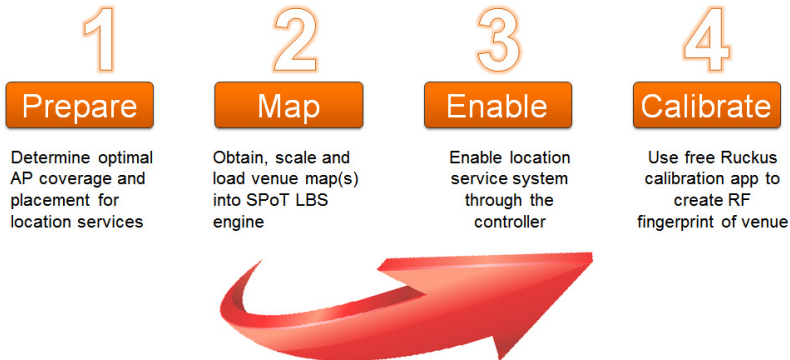 1
Prepare
Determine optimal
AP coverage and
placement for
location services
2
Map
Obtain, scale and
load venue map(s)
into SPoT LBS
engine
3
Enable
Enable location
service system
through the
controller
4
Calibrate
Use free Ruckus
calibration app to
create RF
fingerprint of venue